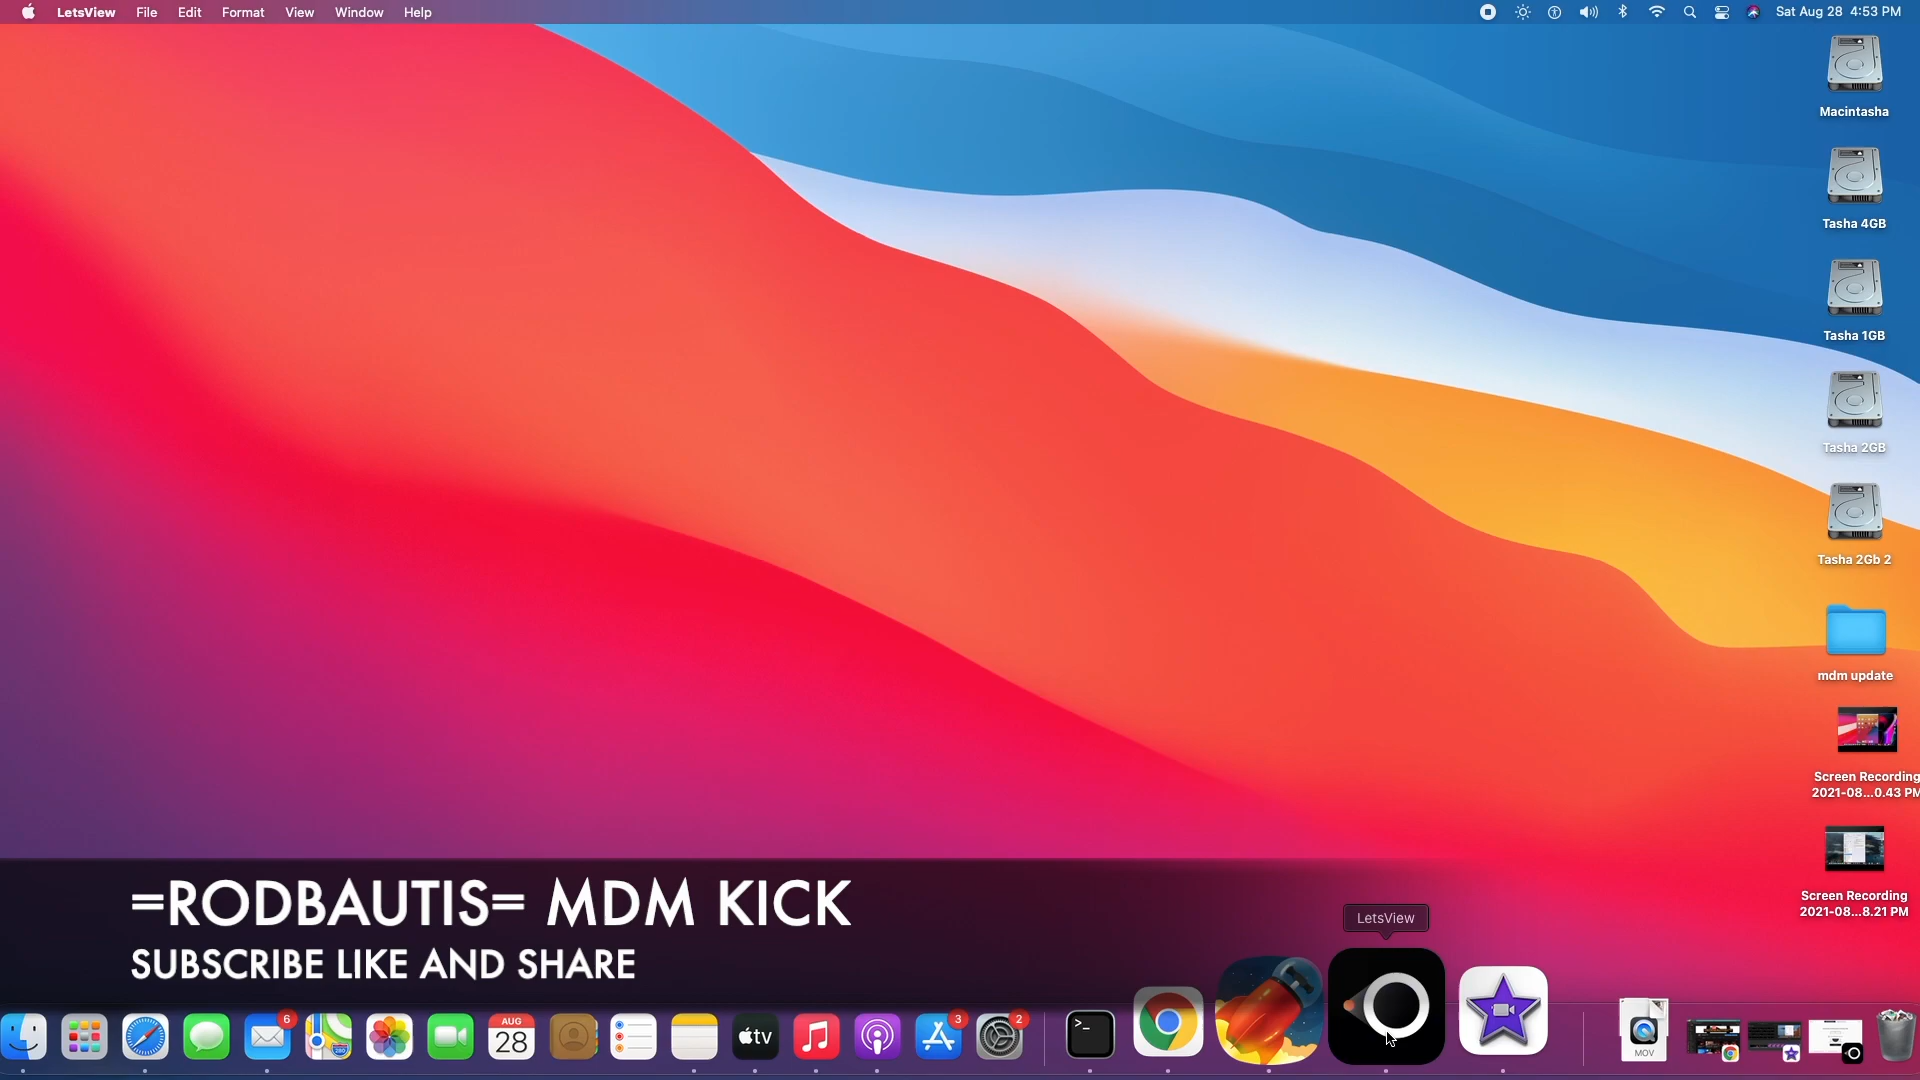 LetsView File Edit Format View Window Help Sat Aug 28 4:53 PM
Macintasha
Tasha 4GB
Tasha 1GB
Tasha 2GB
Tasha 2Gb 2
mdm update
Screen Recording
2021-08...0.43 PM
Screen Recording
2021-08...8.21 PM
=RODBAUTIS= MDM KICK
SUBSCRIBE LIKE AND SHARE
LetsView
6
AUG
28
tv
3
2
>_
MOV
280